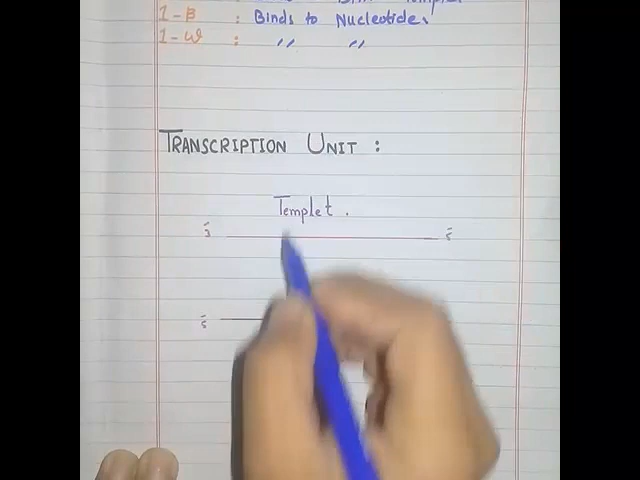 1 - β : Binds to Nucleotide.
1 - ω : " "
TRANSCRIPTION UNIT :
Templet .
3' 5'
5'